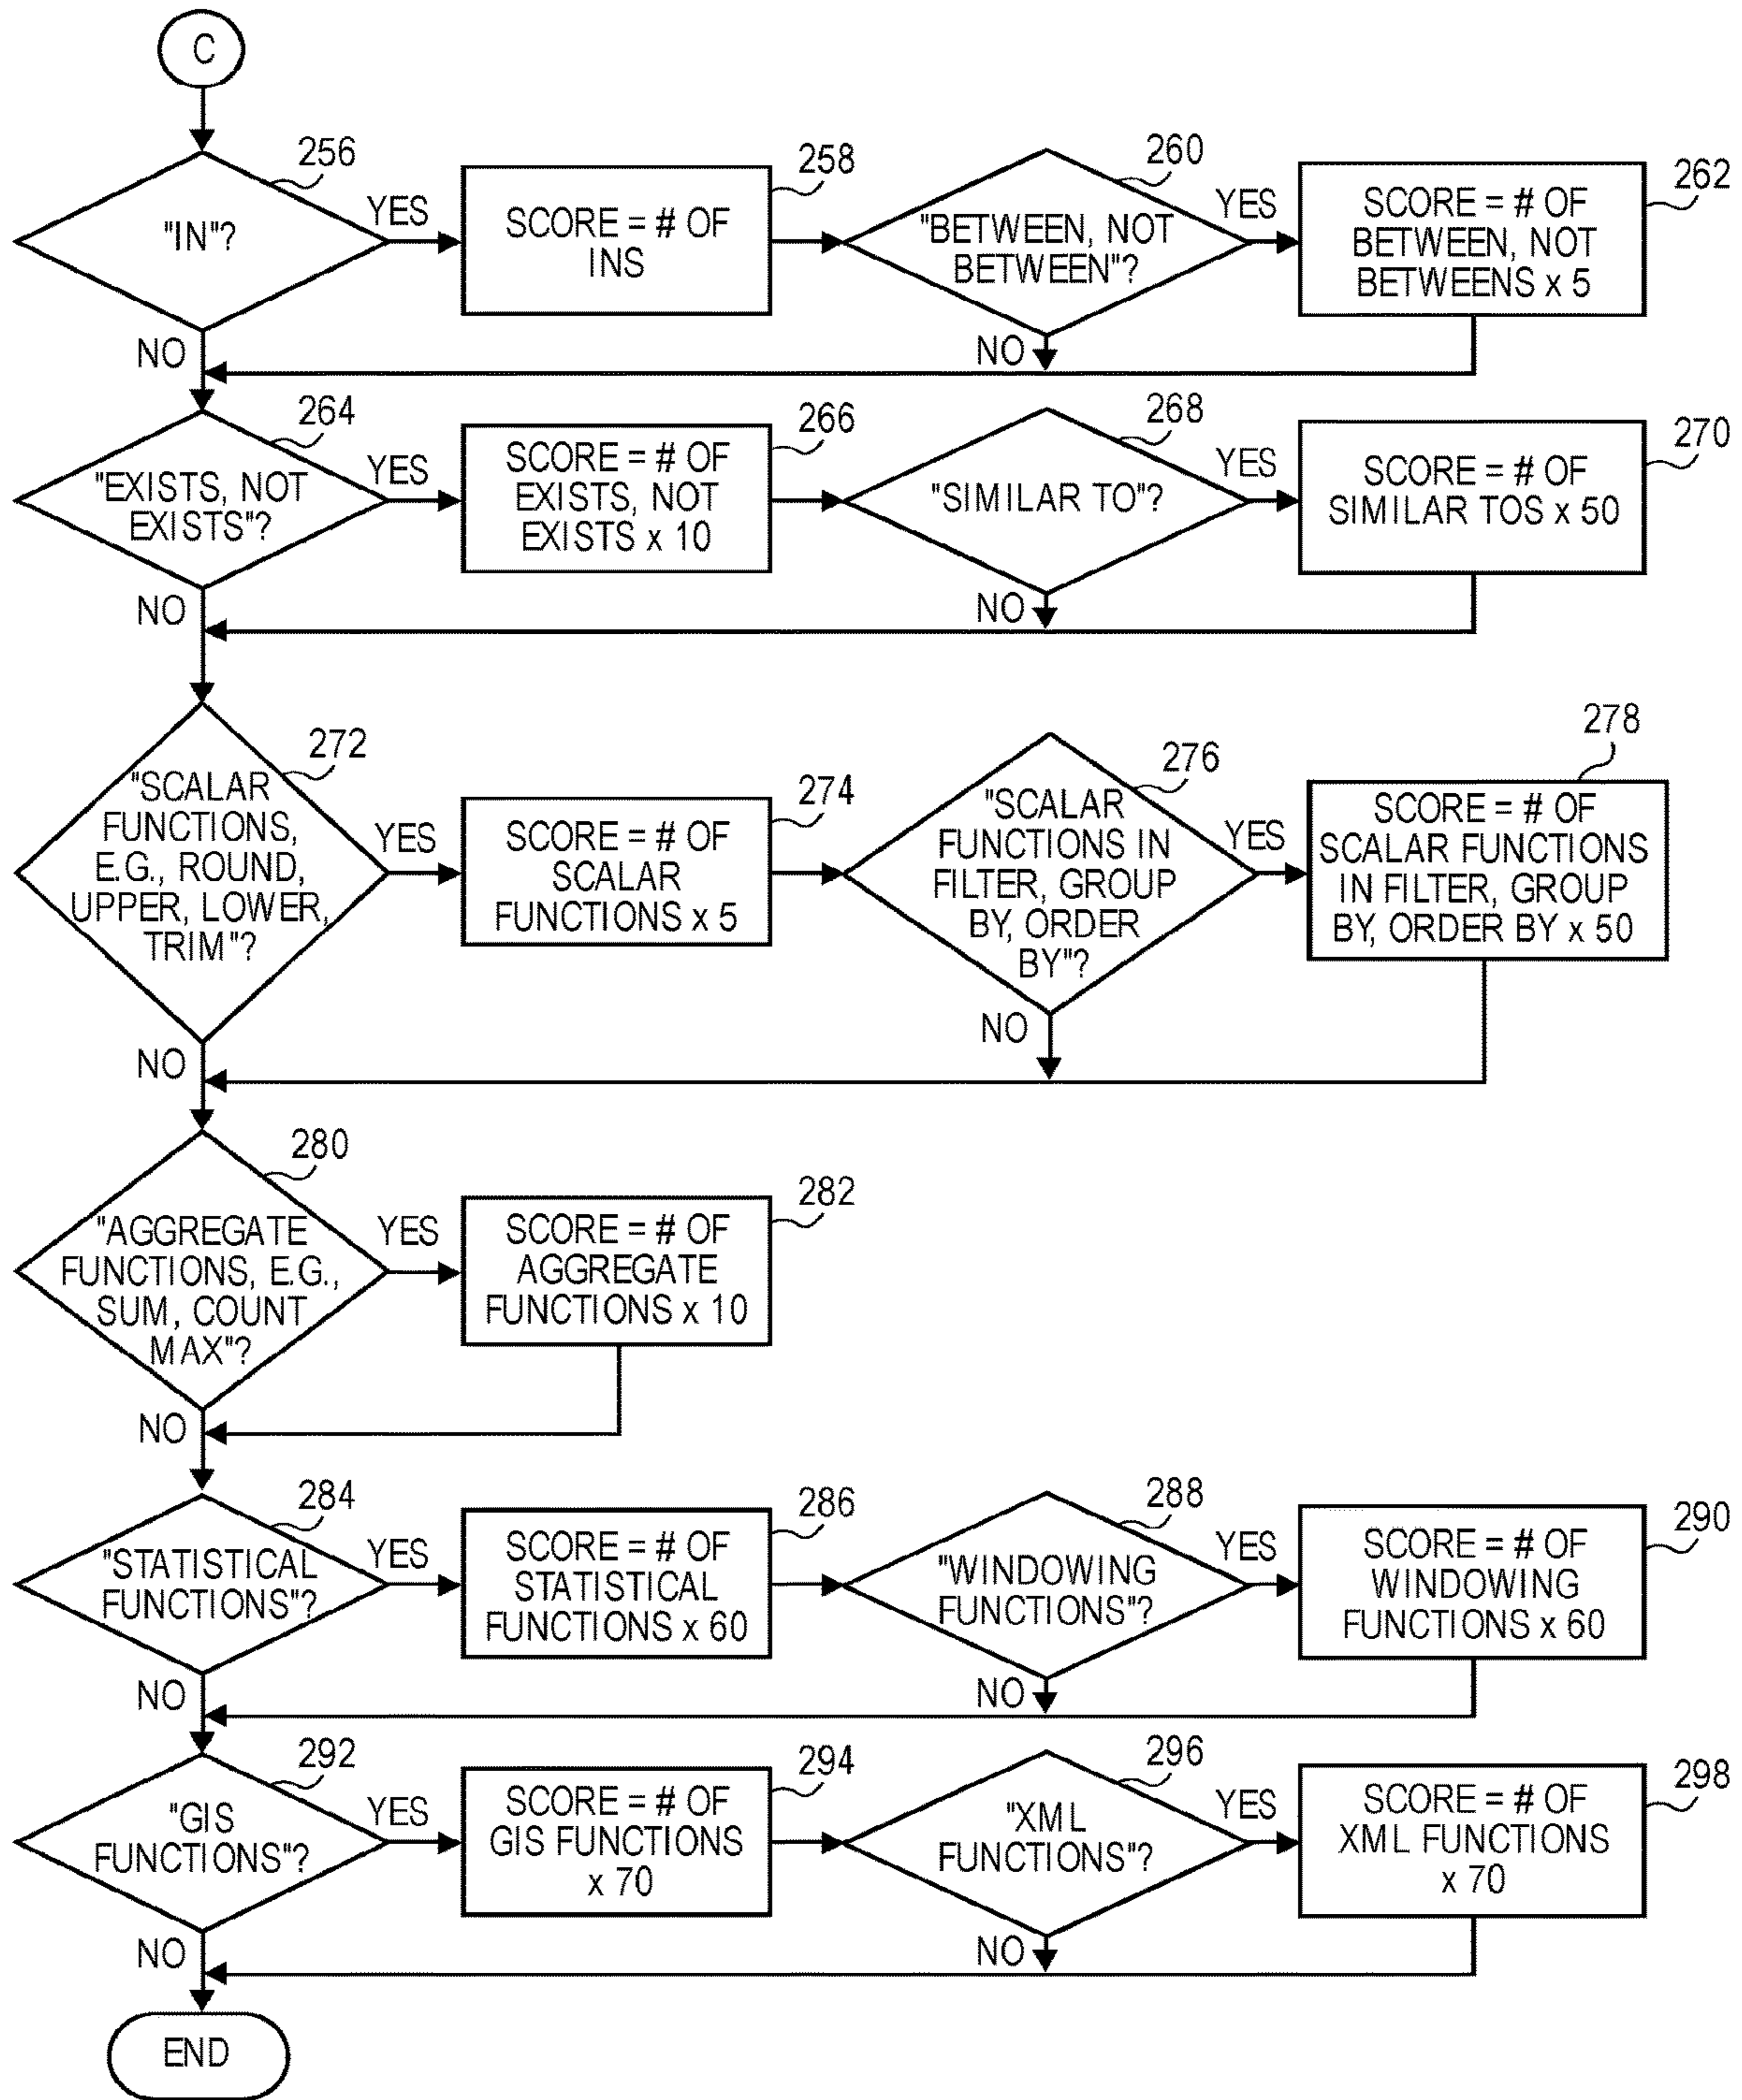 C
256
"IN"?
YES
NO
258
SCORE = # OF
INS
260
"BETWEEN, NOT
BETWEEN"?
YES
NO
262
SCORE = # OF
BETWEEN, NOT
BETWEENS x 5
264
"EXISTS, NOT
EXISTS"?
YES
NO
266
SCORE = # OF
EXISTS, NOT
EXISTS x 10
268
"SIMILAR TO"?
YES
NO
270
SCORE = # OF
SIMILAR TOS x 50
272
"SCALAR
FUNCTIONS,
E.G., ROUND,
UPPER, LOWER,
TRIM"?
YES
NO
274
SCORE = # OF
SCALAR
FUNCTIONS x 5
276
"SCALAR
FUNCTIONS IN
FILTER, GROUP
BY, ORDER
BY"?
YES
NO
278
SCORE = # OF
SCALAR FUNCTIONS
IN FILTER, GROUP
BY, ORDER BY x 50
280
"AGGREGATE
FUNCTIONS, E.G.,
SUM, COUNT
MAX"?
YES
NO
282
SCORE = # OF
AGGREGATE
FUNCTIONS x 10
284
"STATISTICAL
FUNCTIONS"?
YES
NO
286
SCORE = # OF
STATISTICAL
FUNCTIONS x 60
288
"WINDOWING
FUNCTIONS"?
YES
NO
290
SCORE = # OF
WINDOWING
FUNCTIONS x 60
292
"GIS
FUNCTIONS"?
YES
NO
294
SCORE = # OF
GIS FUNCTIONS
x 70
296
"XML
FUNCTIONS"?
YES
NO
298
SCORE = # OF
XML FUNCTIONS
x 70
END